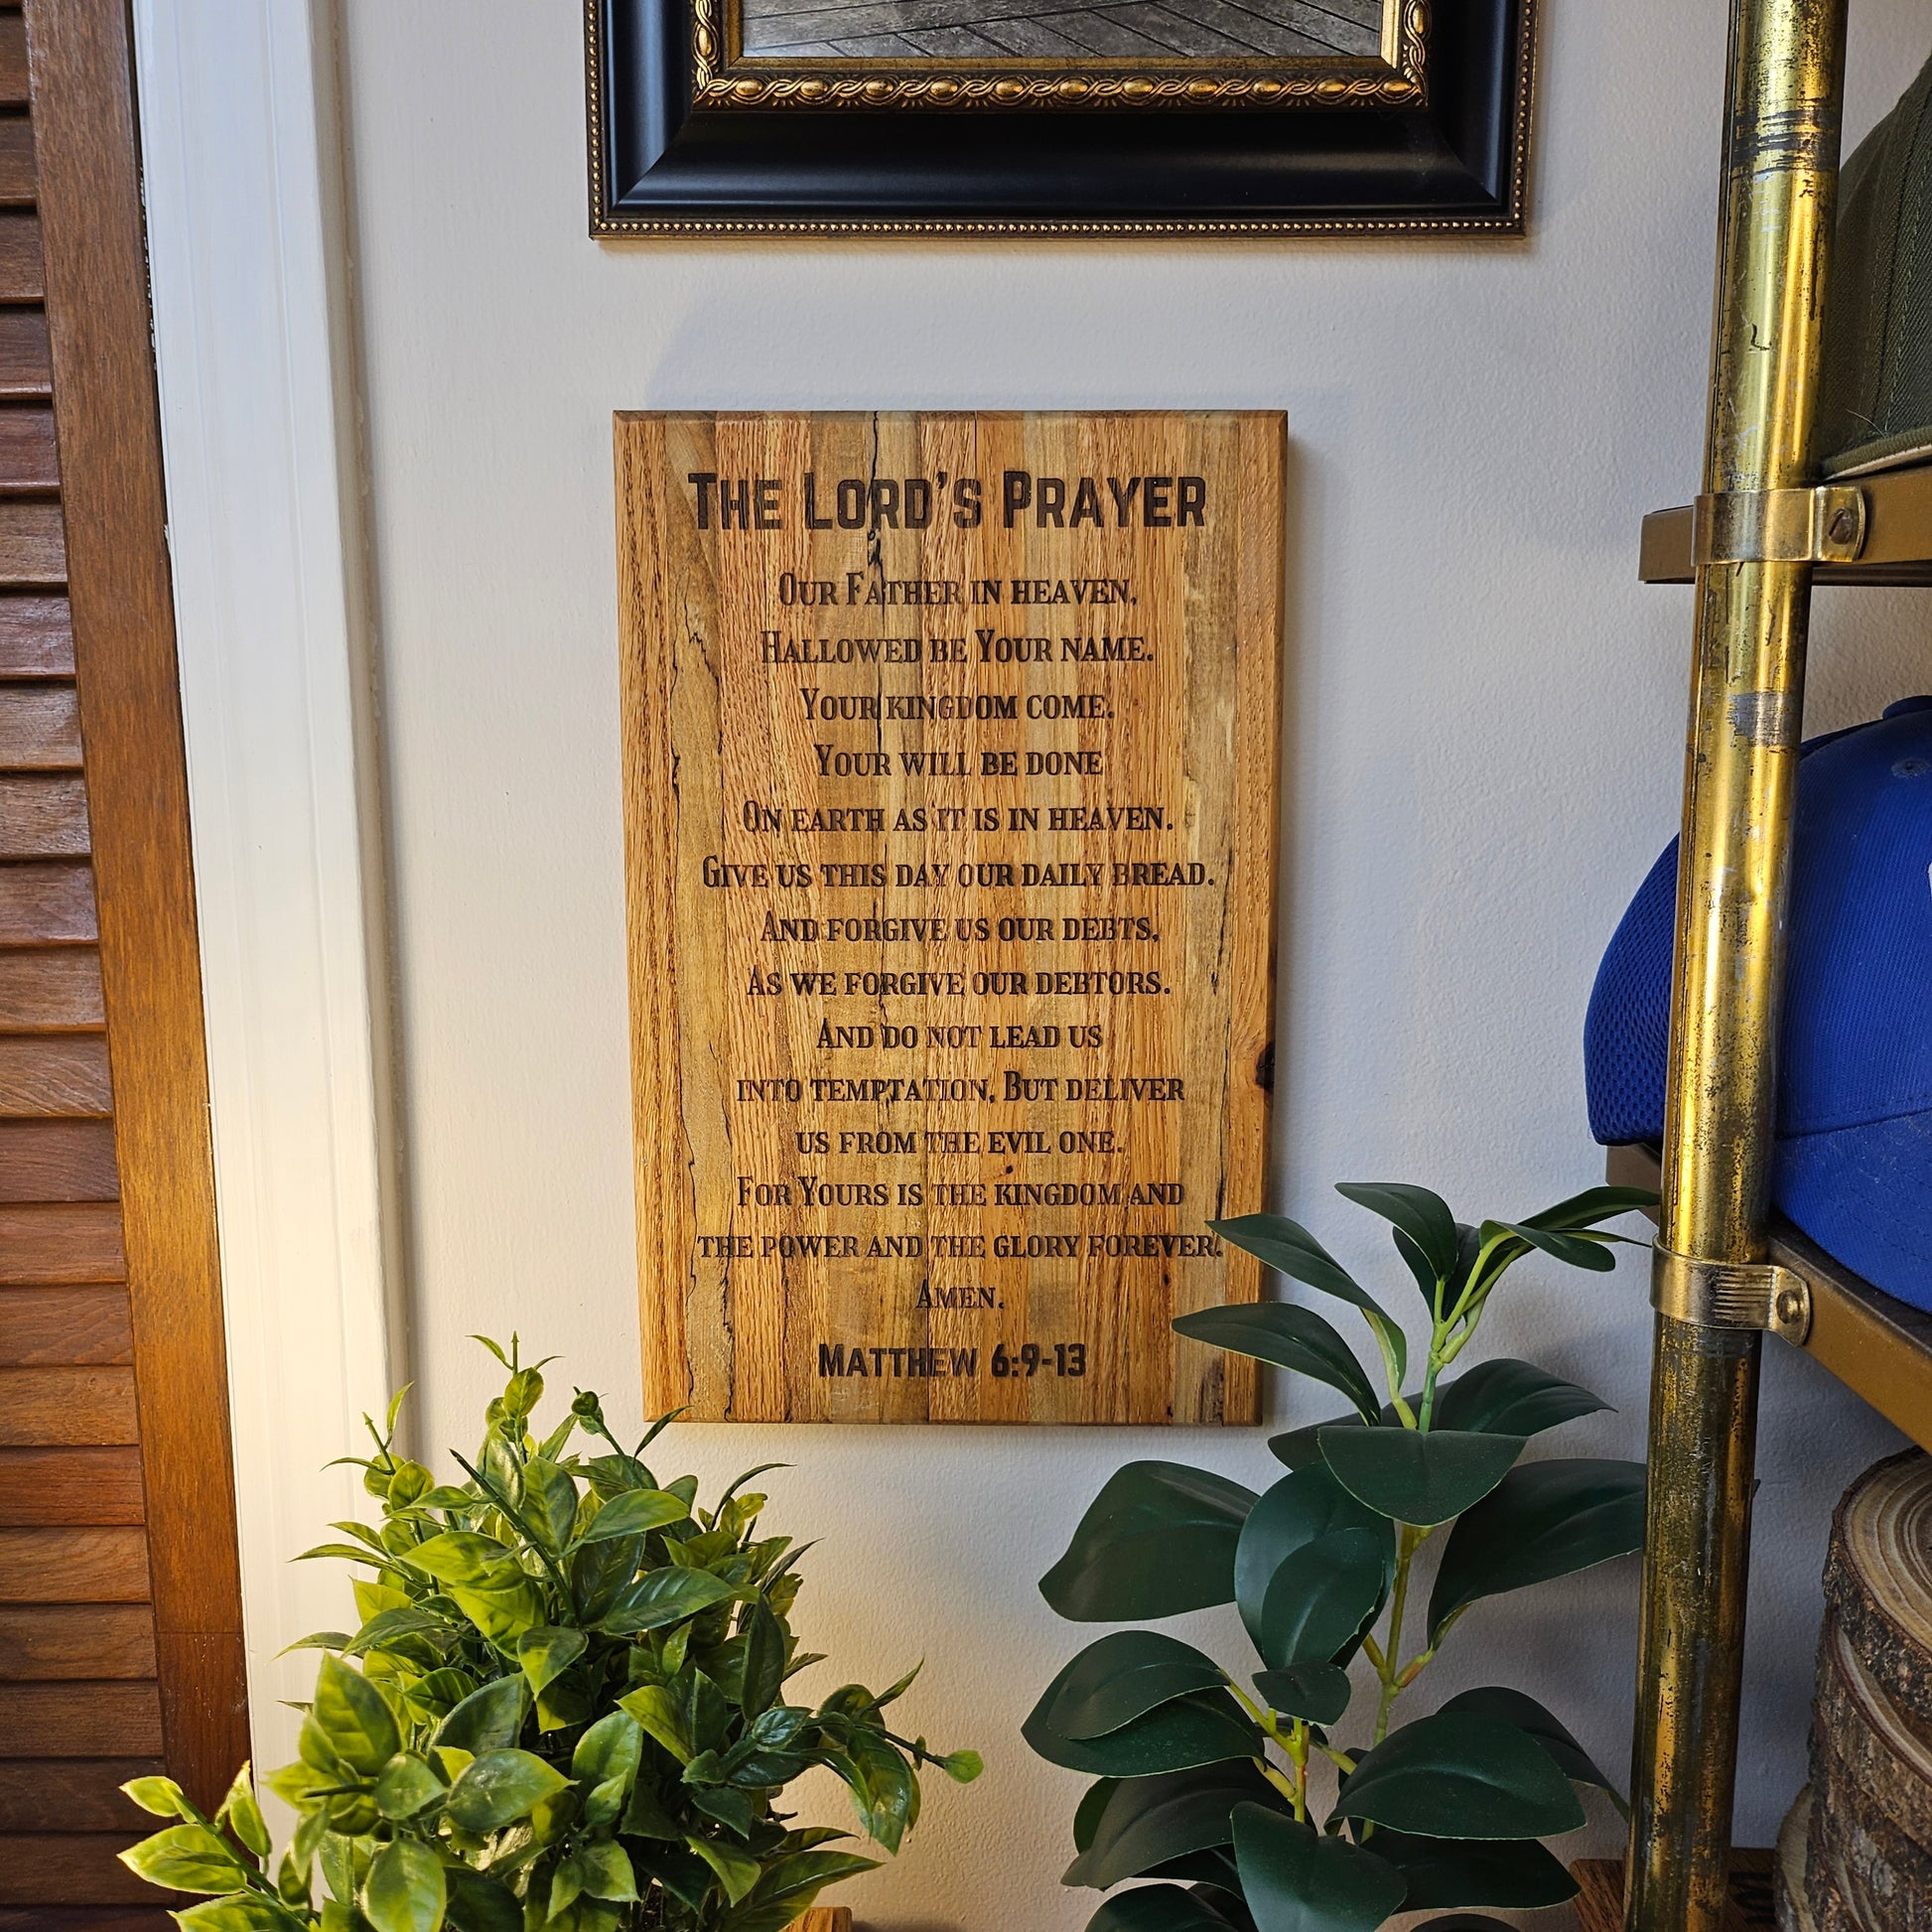 The Lord's Prayer
Our Father in heaven,
Hallowed be Your name.
Your kingdom come.
Your will be done
On earth as it is in heaven.
Give us this day our daily bread.
And forgive us our debts,
As we forgive our debtors.
And do not lead us
into temptation, But deliver
us from the evil one.
For Yours is the kingdom and
the power and the glory forever.
Amen.
Matthew 6:9-13